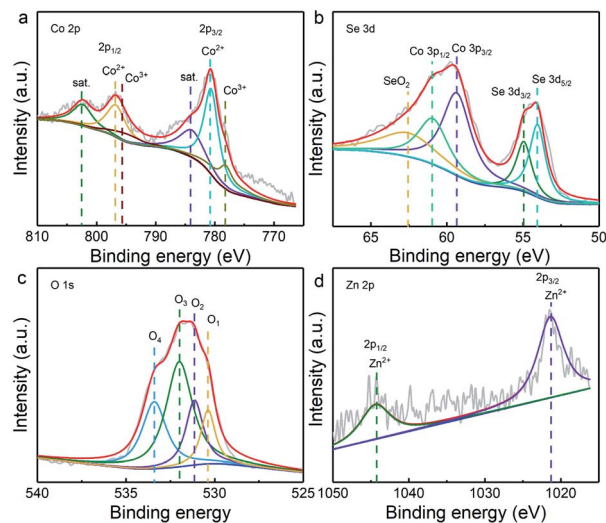 a
Co 2p
2p1/2
Co2+
Co3+
sat.
2p3/2
Co2+
sat.
Co3+
Intensity (a.u.)
810 800 790 780 770
Binding energy (eV)
b
Se 3d
Co 3p1/2
Co 3p3/2
SeO2
Se 3d3/2
Se 3d5/2
Intensity (a.u.)
65 60 55 50
Binding energy (eV)
c
O 1s
O4
O3
O2
O1
Intensity (a.u.)
540 535 530 525
Binding energy
d
Zn 2p
2p3/2
Zn2+
2p1/2
Zn2+
Intensity (a.u.)
1050 1040 1030 1020
Binding energy (eV)